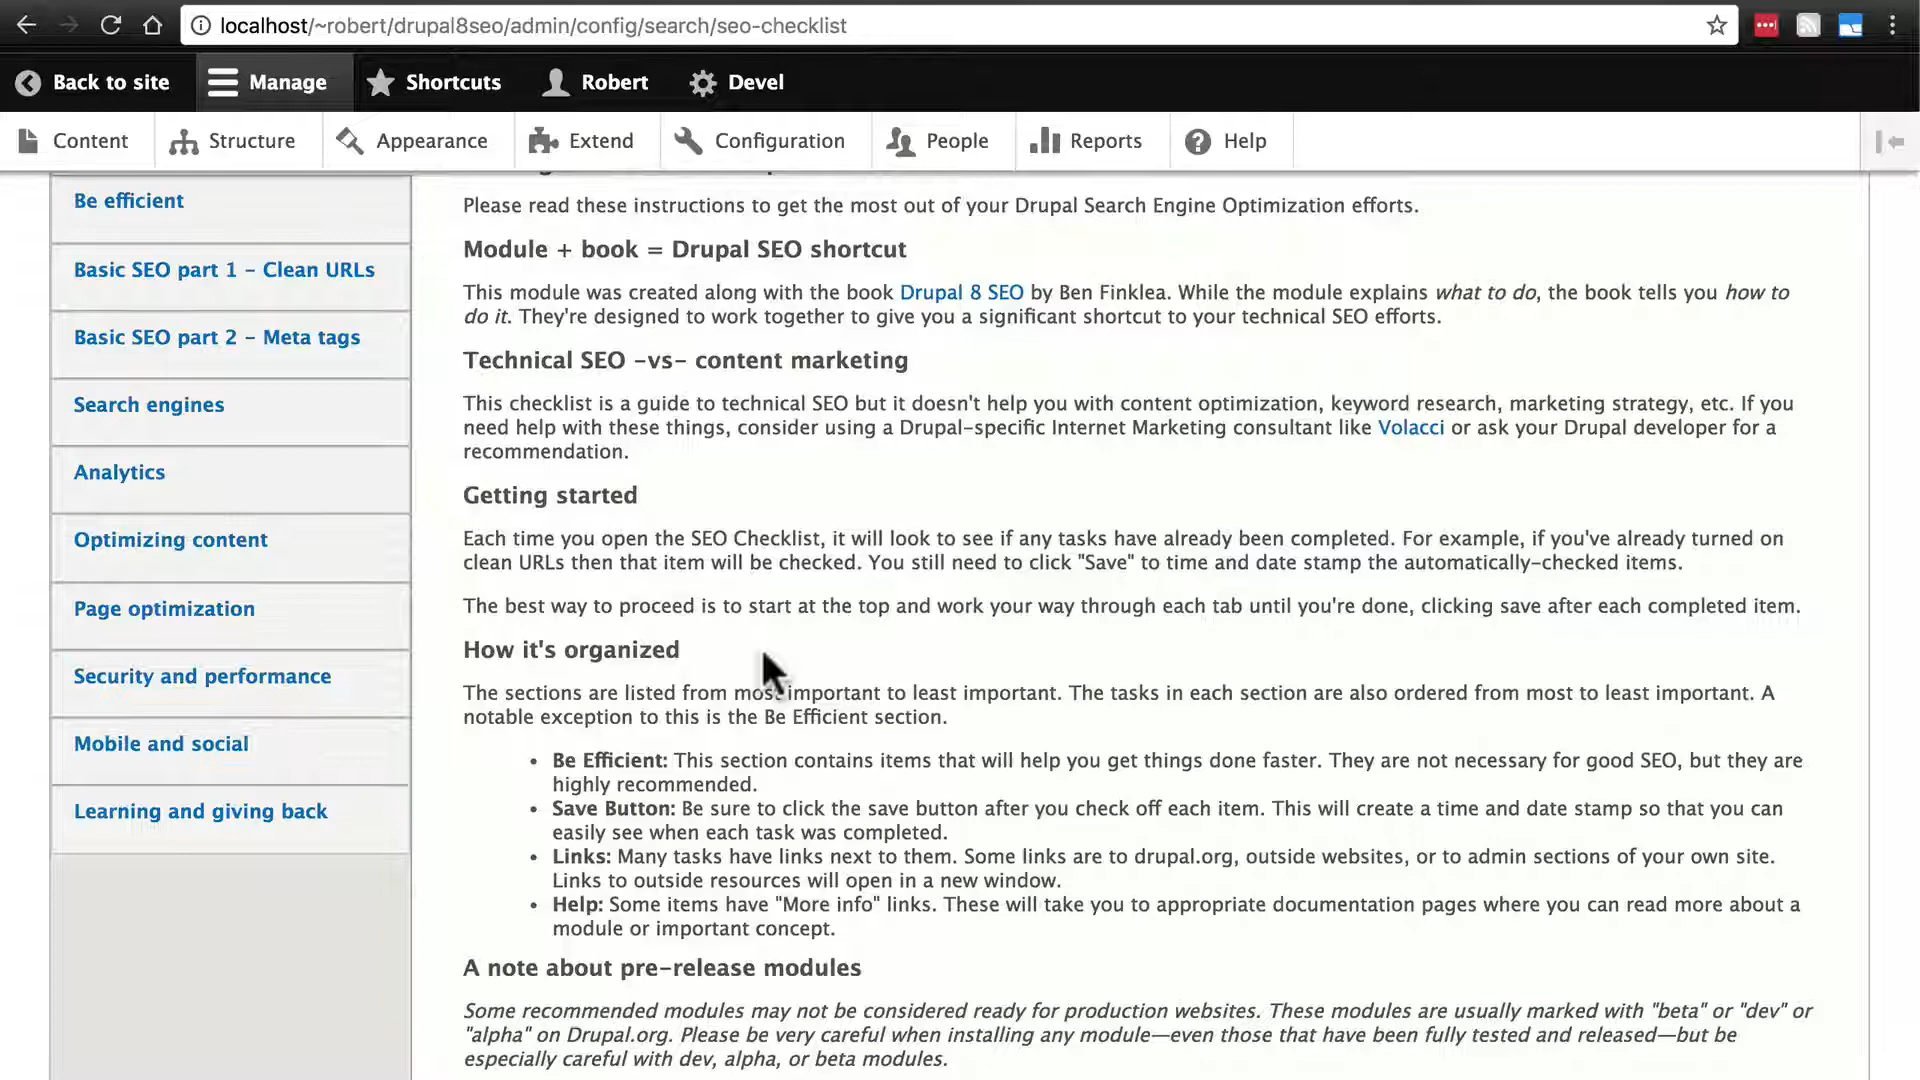 localhost/~robert/drupal8seo/admin/config/search/seo-checklist
Back to site
Manage
Shortcuts
Robert
Devel
Content
Structure
Appearance
Extend
Configuration
People
Reports
Help
Be efficient
Basic SEO part 1 – Clean URLs
Basic SEO part 2 – Meta tags
Search engines
Analytics
Optimizing content
Page optimization
Security and performance
Mobile and social
Learning and giving back
Please read these instructions to get the most out of your Drupal Search Engine Optimization efforts.
Module + book = Drupal SEO shortcut
This module was created along with the book Drupal 8 SEO by Ben Finklea. While the module explains what to do, the book tells you how to
do it. They're designed to work together to give you a significant shortcut to your technical SEO efforts.
Technical SEO -vs- content marketing
This checklist is a guide to technical SEO but it doesn't help you with content optimization, keyword research, marketing strategy, etc. If you
need help with these things, consider using a Drupal-specific Internet Marketing consultant like Volacci or ask your Drupal developer for a
recommendation.
Getting started
Each time you open the SEO Checklist, it will look to see if any tasks have already been completed. For example, if you've already turned on
clean URLs then that item will be checked. You still need to click "Save" to time and date stamp the automatically-checked items.
The best way to proceed is to start at the top and work your way through each tab until you're done, clicking save after each completed item.
How it's organized
The sections are listed from most important to least important. The tasks in each section are also ordered from most to least important. A
notable exception to this is the Be Efficient section.
• Be Efficient: This section contains items that will help you get things done faster. They are not necessary for good SEO, but they are
highly recommended.
• Save Button: Be sure to click the save button after you check off each item. This will create a time and date stamp so that you can
easily see when each task was completed.
• Links: Many tasks have links next to them. Some links are to drupal.org, outside websites, or to admin sections of your own site.
Links to outside resources will open in a new window.
• Help: Some items have "More info" links. These will take you to appropriate documentation pages where you can read more about a
module or important concept.
A note about pre-release modules
Some recommended modules may not be considered ready for production websites. These modules are usually marked with "beta" or "dev" or
"alpha" on Drupal.org. Please be very careful when installing any module—even those that have been fully tested and released—but be
especially careful with dev, alpha, or beta modules.